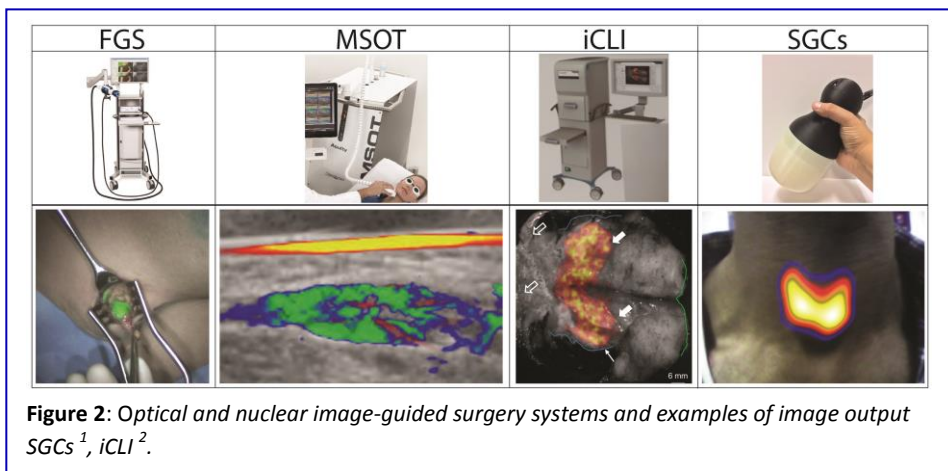 FGS MSOT iCLI SGCs
MSOT
6 mm
Figure 2: Optical and nuclear image-guided surgery systems and examples of image output
SGCs 1, iCLI 2.